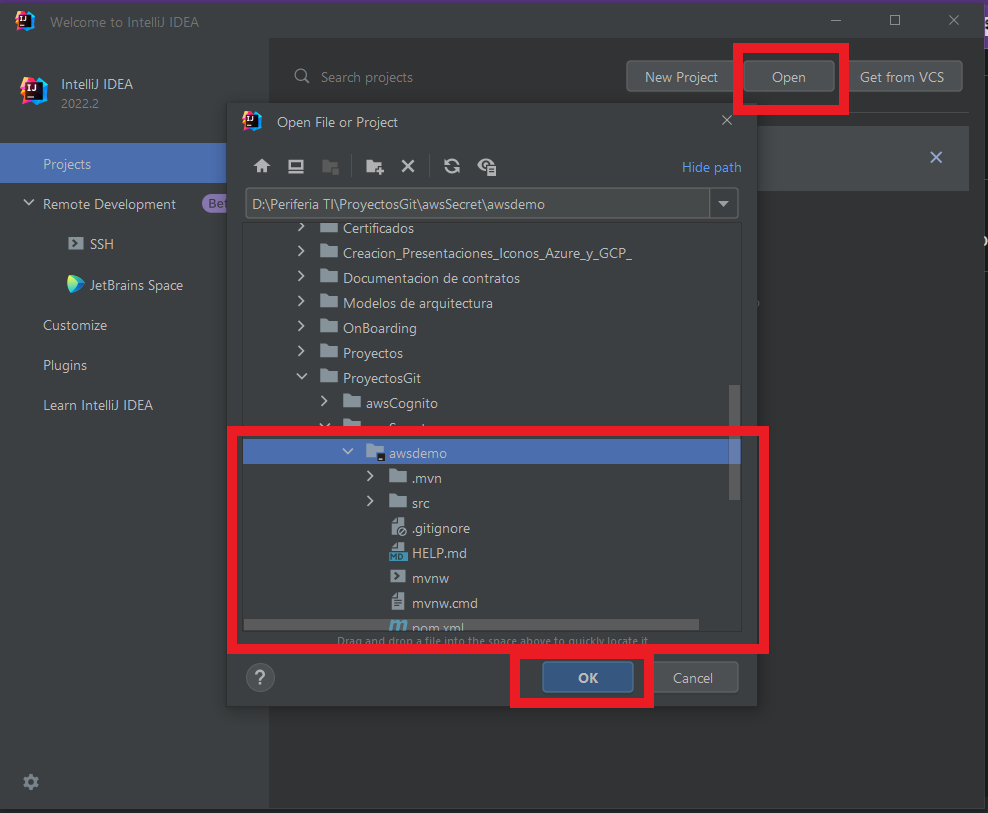 Welcome to IntelliJ IDEA
IntelliJ IDEA
2022.2
Search projects
New Project
Open
Get from VCS
Projects
Remote Development
SSH
JetBrains Space
Customize
Plugins
Learn IntelliJ IDEA
Open File or Project
Hide path
D:\Periferia TI\ProyectosGit\awsSecret\awsdemo
Certificados
Creacion_Presentaciones_Iconos_Azure_y_GCP_
Documentacion de contratos
Modelos de arquitectura
OnBoarding
Proyectos
ProyectosGit
awsCognito
awsdemo
.mvn
src
.gitignore
MD HELP.md
mvnw
mvnw.cmd
pom.xml
Drag and drop a file into the space above to quickly locate it
?
OK
Cancel